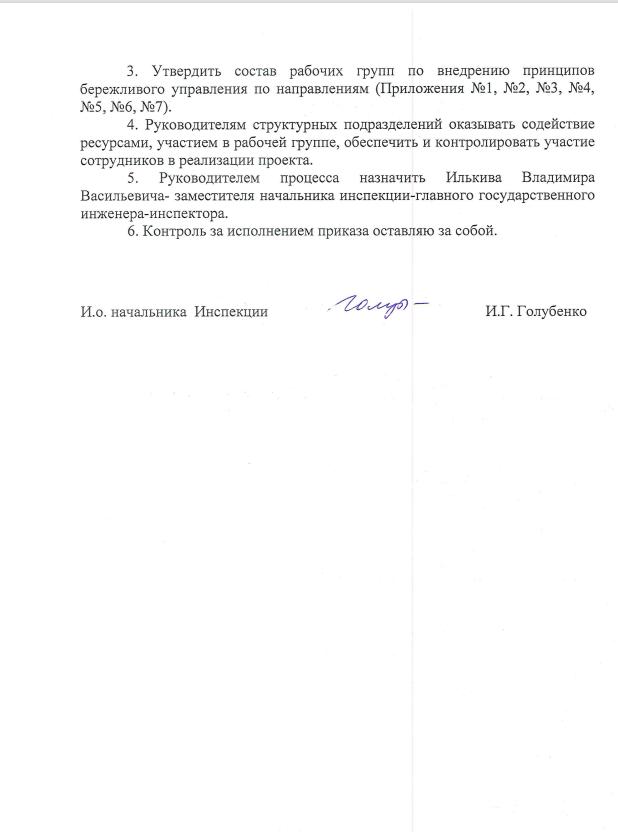 3. Утвердить состав рабочих групп по внедрению принципов
бережливого управления по направлениям (Приложения №1, №2, №3, №4,
№5, №6, №7).
4. Руководителям структурных подразделений оказывать содействие
ресурсами, участием в рабочей группе, обеспечить и контролировать участие
сотрудников в реализации проекта.
5. Руководителем процесса назначить Илькива Владимира
Васильевича- заместителя начальника инспекции-главного государственного
инженера-инспектора.
6. Контроль за исполнением приказа оставляю за собой.
И.о. начальника Инспекции И.Г. Голубенко